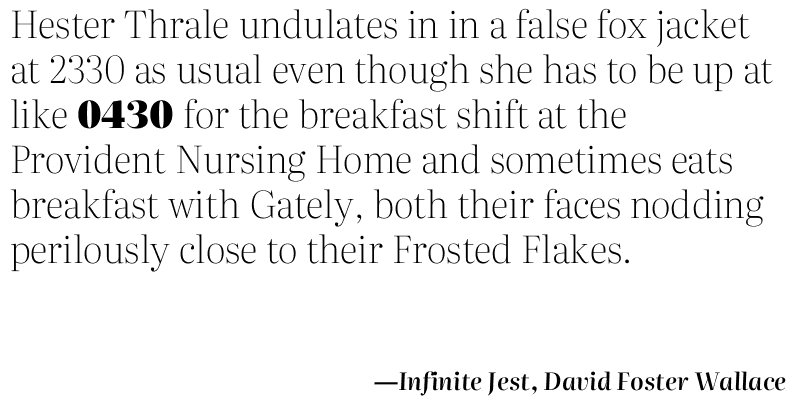 Hester Thrale undulates in in a false fox jacket
at 2330 as usual even though she has to be up at
like 0430 for the breakfast shift at the
Provident Nursing Home and sometimes eats
breakfast with Gately, both their faces nodding
perilously close to their Frosted Flakes.
—Infinite Jest, David Foster Wallace